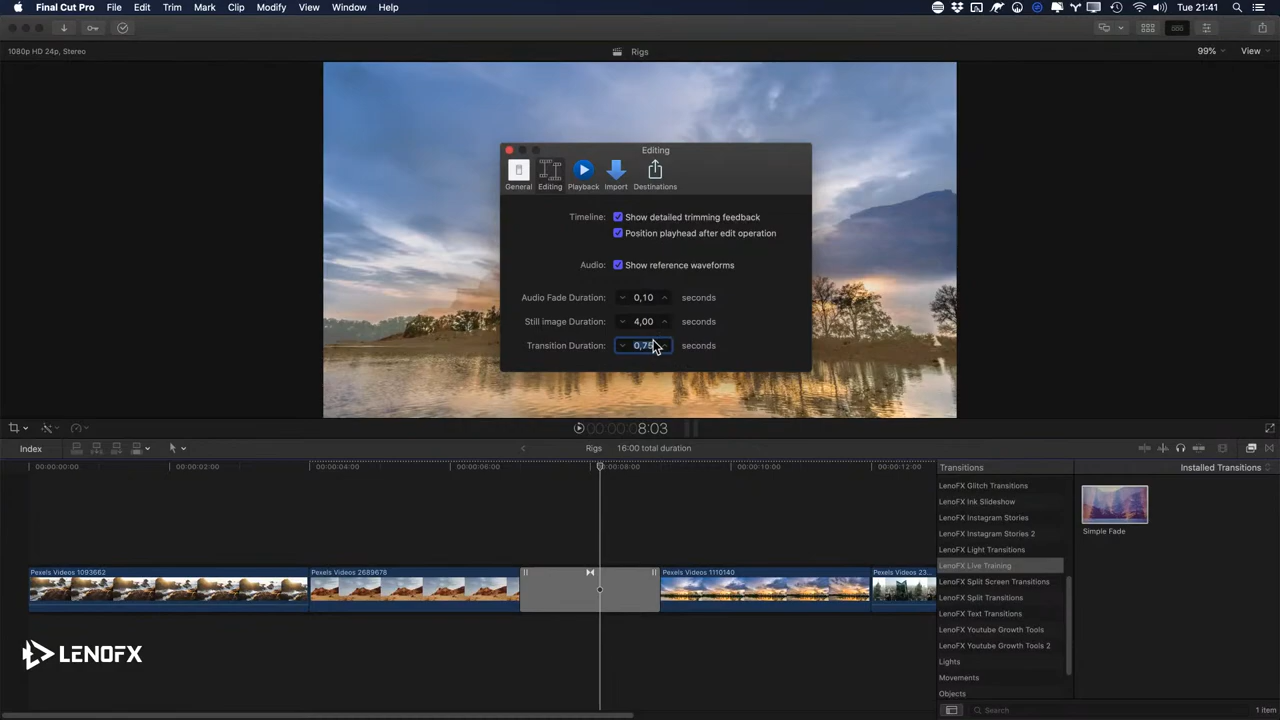 Final Cut Pro File Edit Trim Mark Clip Modify View Window Help Tue 21:41
1080p HD 24p, Stereo Rigs 99% View
Editing
General Editing Playback Import Destinations
Timeline: Show detailed trimming feedback
Position playhead after edit operation
Audio: Show reference waveforms
Audio Fade Duration: 0,10 seconds
Still image Duration: 4,00 seconds
Transition Duration: 0,75 seconds
00:00:00:08:03
Index Rigs 16:00 total duration
00:00:00:00 00:00:02:00 00:00:04:00 00:00:06:00 00:00:08:00 00:00:10:00 00:00:12:00
Transitions Installed Transitions
LenoFX Glitch Transitions
LenoFX Ink Slideshow
LenoFX Instagram Stories
LenoFX Instagram Stories 2
LenoFX Light Transitions
LenoFX Live Training
LenoFX Split Screen Transitions
LenoFX Split Transitions
LenoFX Text Transitions
LenoFX Youtube Growth Tools
LenoFX Youtube Growth Tools 2
Lights
Movements
Objects
Simple Fade
Pexels Videos 1093662 Pexels Videos 2689678 Pexels Videos 1110140 Pexels Videos 23...
LENOFX
Search 1 item